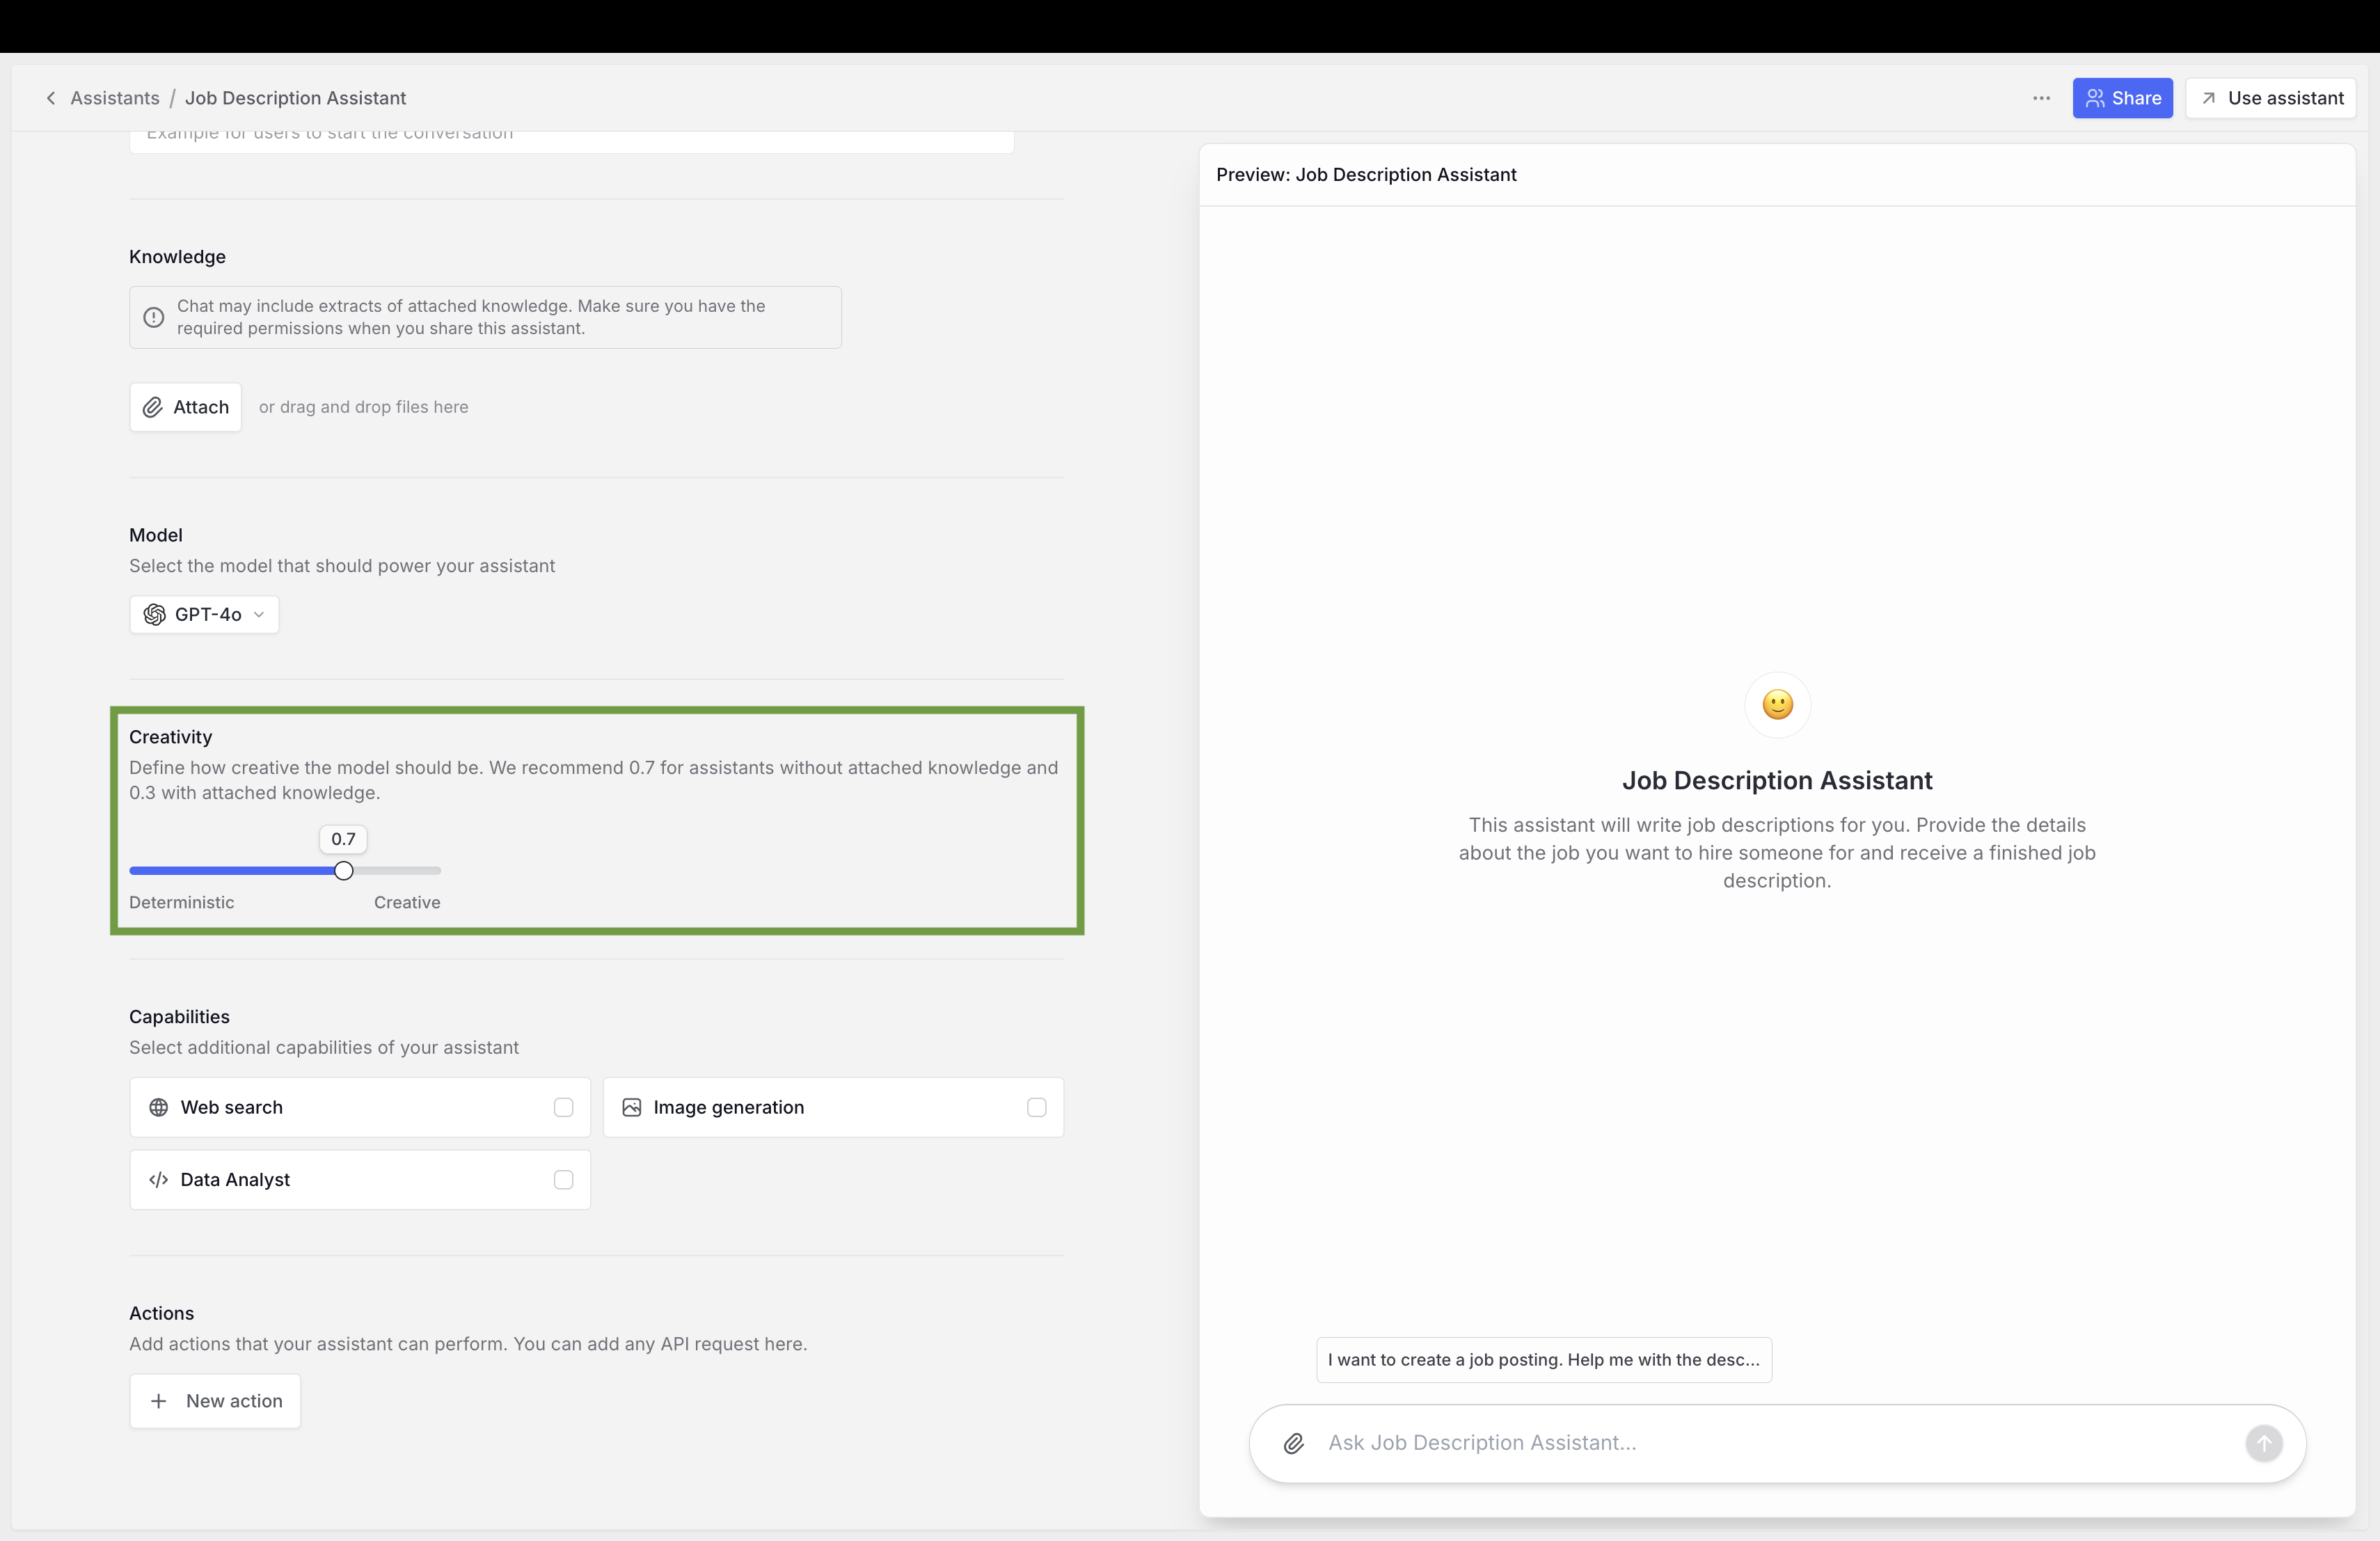 Assistants / Job Description Assistant
Share
Use assistant
Example for users to start the conversation
Knowledge
Chat may include extracts of attached knowledge. Make sure you have the
required permissions when you share this assistant.
Attach
or drag and drop files here
Model
Select the model that should power your assistant
GPT-4o
Creativity
Define how creative the model should be. We recommend 0.7 for assistants without attached knowledge and
0.3 with attached knowledge.
0.7
Deterministic
Creative
Capabilities
Select additional capabilities of your assistant
Web search
Image generation
Data Analyst
Actions
Add actions that your assistant can perform. You can add any API request here.
New action
Preview: Job Description Assistant
Job Description Assistant
This assistant will write job descriptions for you. Provide the details
about the job you want to hire someone for and receive a finished job
description.
I want to create a job posting. Help me with the desc...
Ask Job Description Assistant...